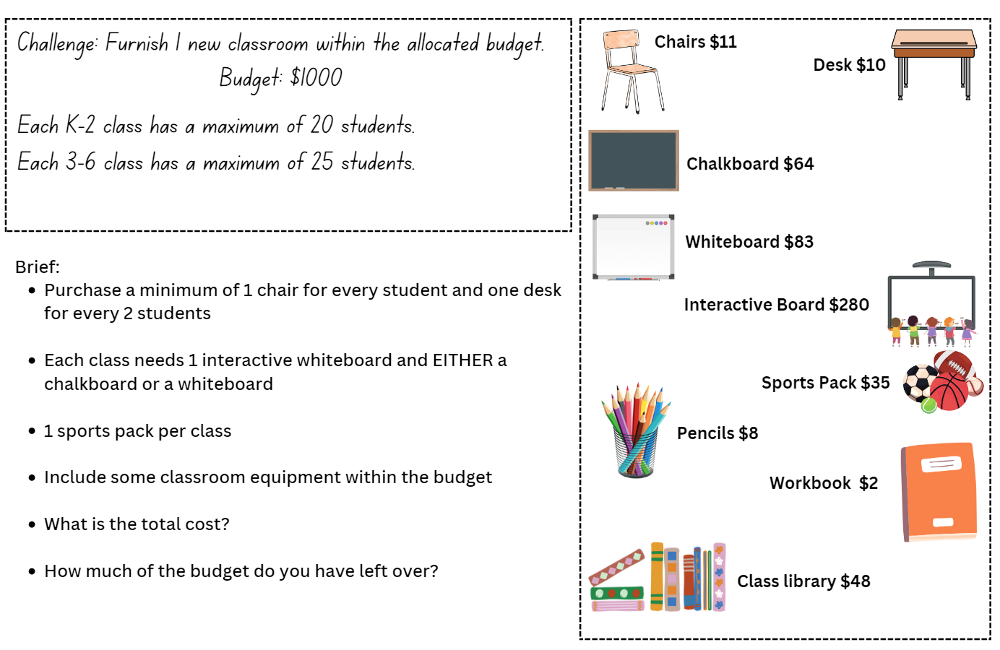 Challenge: Furnish 1 new classroom within the allocated budget.
Budget: $1000
Each K-2 class has a maximum of 20 students.
Each 3-6 class has a maximum of 25 students.
Brief:
• Purchase a minimum of 1 chair for every student and one desk
for every 2 students
• Each class needs 1 interactive whiteboard and EITHER a
chalkboard or a whiteboard
• 1 sports pack per class
• Include some classroom equipment within the budget
• What is the total cost?
• How much of the budget do you have left over?
Chairs $11
Desk $10
Chalkboard $64
Whiteboard $83
Interactive Board $280
Sports Pack $35
Pencils $8
Workbook $2
Class library $48